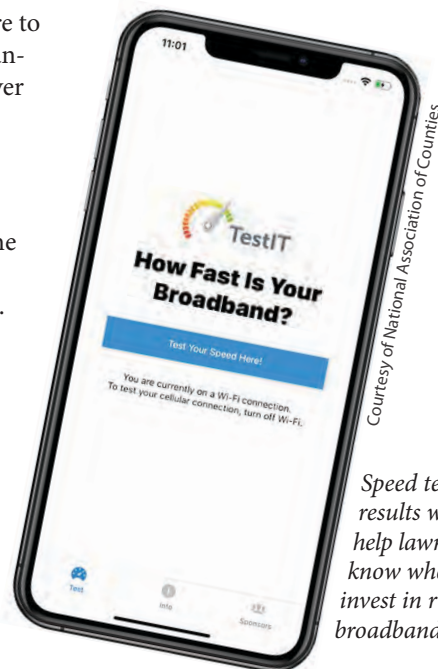 re to
un-
ver
ne
.
11:01
TestIT
How Fast Is Your
Broadband?
Test Your Speed Here!
You are currently on a Wi-Fi connection.
To test your cellular connection, turn off Wi-Fi.
Test
Info
Sponsors
Courtesy of National Association of Counties
Speed te
results w
help lawn
know whe
invest in r
broadband